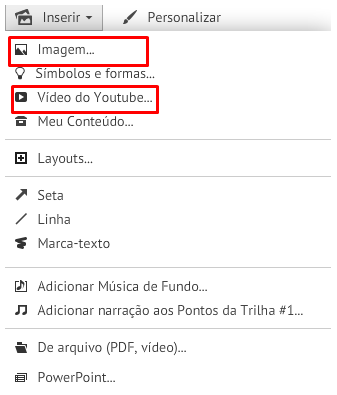 Inserir Personalizar
Imagem...
Símbolos e formas...
Vídeo do Youtube...
Meu Conteúdo...
Layouts...
Seta
Linha
Marca-texto
Adicionar Música de Fundo...
Adicionar narração aos Pontos da Trilha #1...
De arquivo (PDF, vídeo)...
PowerPoint...